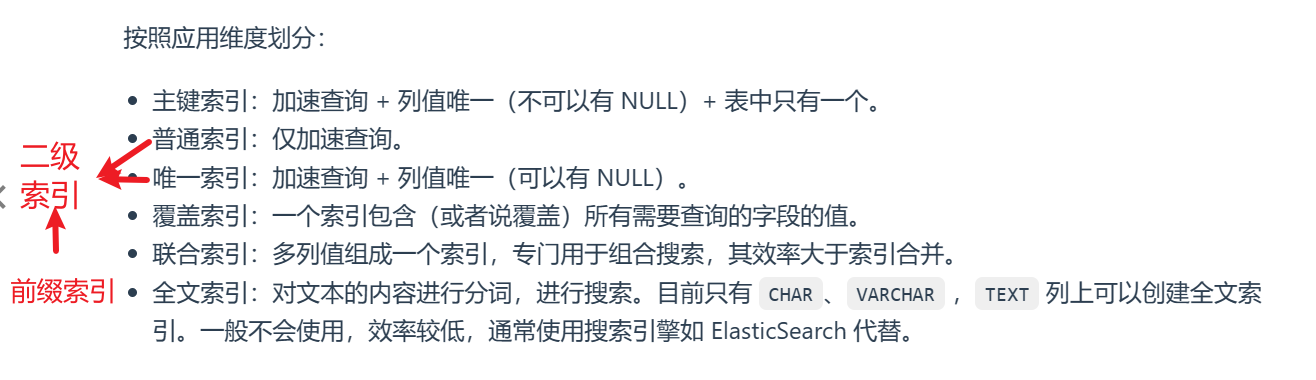 按照应用维度划分：
主键索引：加速查询 + 列值唯一（不可以有 NULL）+ 表中只有一个。
普通索引：仅加速查询。
二级
索引
唯一索引：加速查询 + 列值唯一（可以有 NULL）。
覆盖索引：一个索引包含（或者说覆盖）所有需要查询的字段的值。
联合索引：多列值组成一个索引，专门用于组合搜索，其效率大于索引合并。
前缀索引
全文索引：对文本的内容进行分词，进行搜索。目前只有 CHAR、VARCHAR ，TEXT 列上可以创建全文索
引。一般不会使用，效率较低，通常使用搜索引擎如 ElasticSearch 代替。